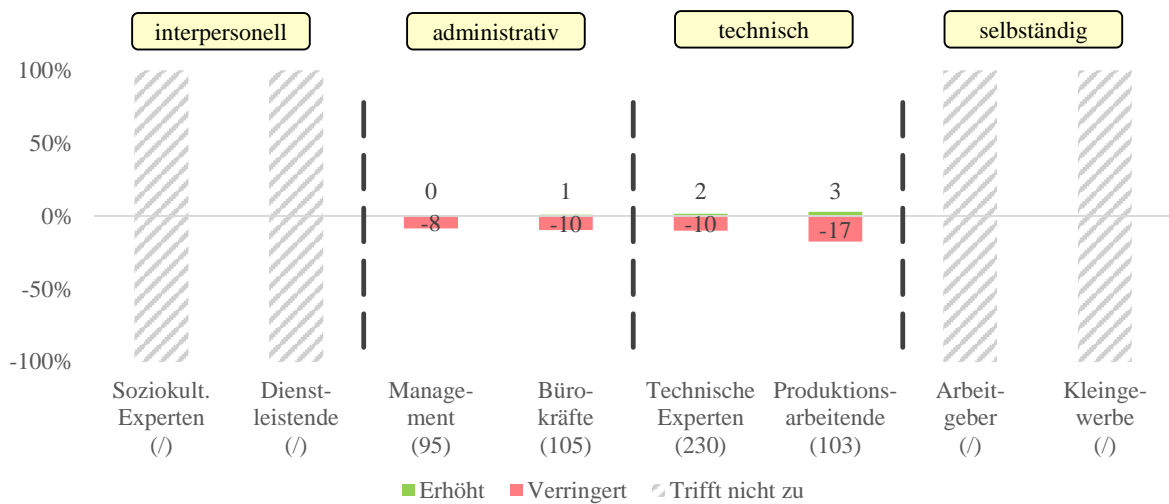 interpersonell administrativ technisch selbständig
100%
50%
0 1 2 3
0%
-8 -10 -10 -17
-50%
-100%
Soziokult. Dienst- Manage- Büro- Technische Produktions- Arbeit- Kleinge-
Experten leistende ment kräfte Experten arbeitende geber werbe
(/) (/) (95) (105) (230) (103) (/) (/)
Erhöht Verringert Trifft nicht zu